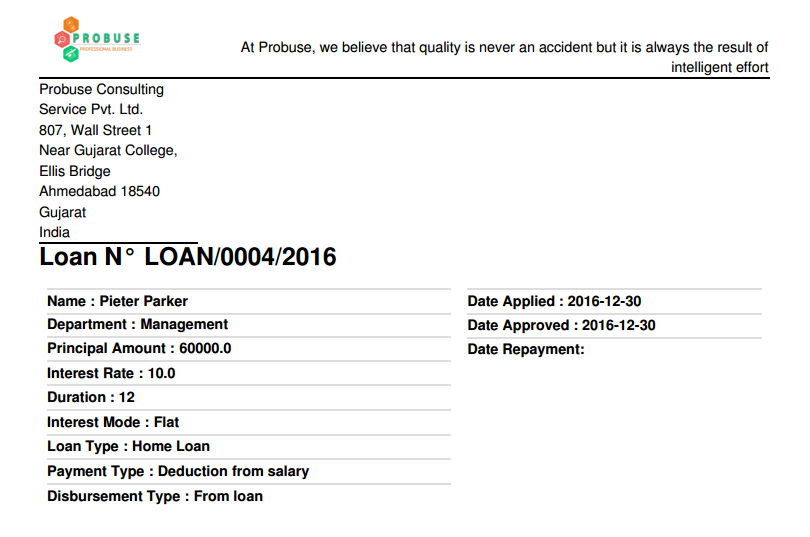 PROBUSE
PROFESSIONAL BUSINESS
At Probuse, we believe that quality is never an accident but it is always the result of
intelligent effort
Probuse Consulting
Service Pvt. Ltd.
807, Wall Street 1
Near Gujarat College,
Ellis Bridge
Ahmedabad 18540
Gujarat
India
Loan N° LOAN/0004/2016
Name : Pieter Parker
Department : Management
Principal Amount : 60000.0
Interest Rate : 10.0
Duration : 12
Interest Mode : Flat
Loan Type : Home Loan
Payment Type : Deduction from salary
Disbursement Type : From loan
Date Applied : 2016-12-30
Date Approved : 2016-12-30
Date Repayment: